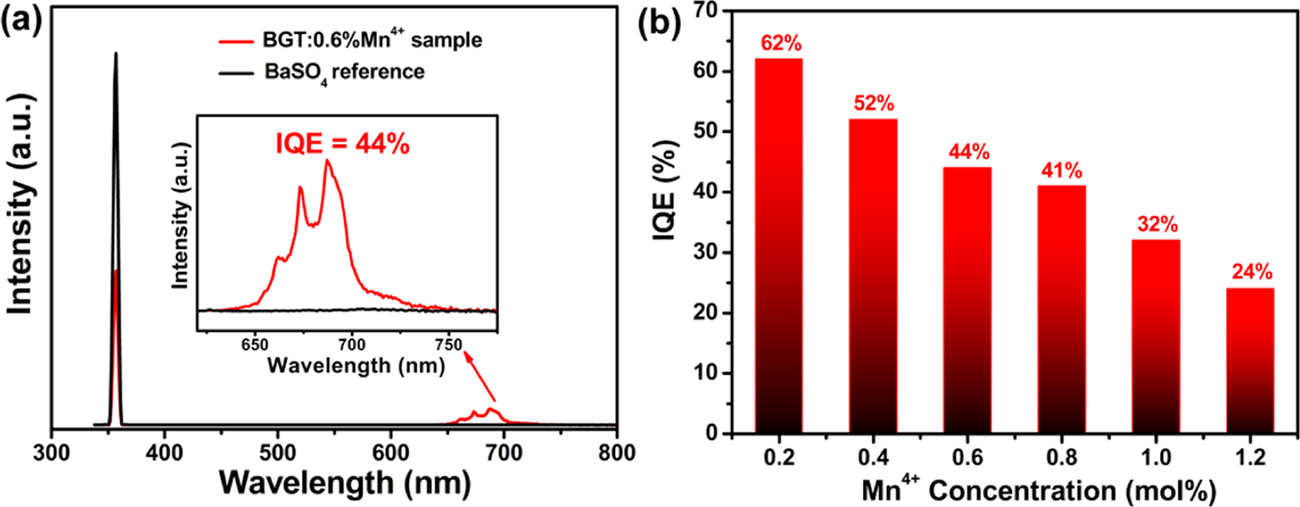 (a)
BGT:0.6%Mn⁴⁺ sample
BaSO₄ reference
Intensity (a.u.)
IQE = 44%
Intensity (a.u.)
650 700 750
Wavelength (nm)
300 400 500 600 700 800
Wavelength (nm)
(b)
70
60
50
40
30
20
10
0
IQE (%)
62%
52%
44%
41%
32%
24%
0.2 0.4 0.6 0.8 1.0 1.2
Mn⁴⁺ Concentration (mol%)